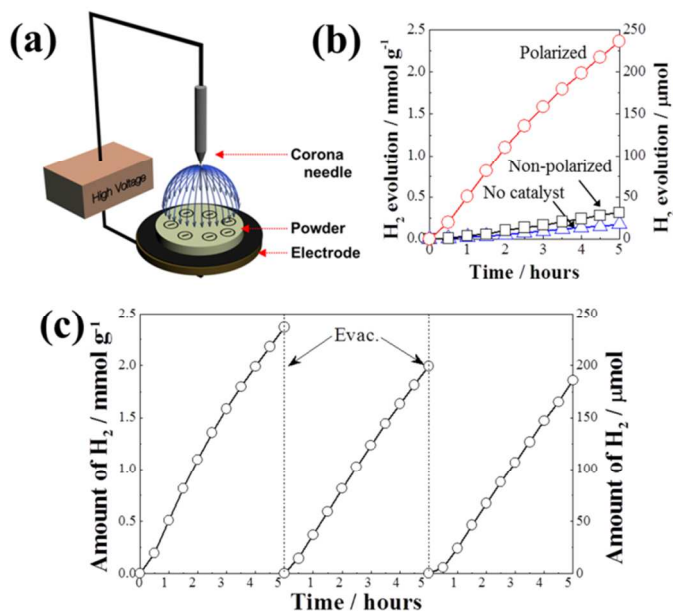 (a)
High Voltage
Corona
needle
Powder
Electrode
(b)
H2 evolution / mmol g-1
2.5
2.0
1.5
1.0
0.5
0.0
Polarized
Non-polarized
No catalyst
250
200
150
100
50
0
H2 evolution / μmol
0 1 2 3 4 5
Time / hours
(c)
Amount of H2 / mmol g-1
2.5
2.0
1.5
1.0
0.5
0.0
Evac.
250
200
150
100
50
0
Amount of H2 / μmol
0 1 2 3 4 5 1 2 3 4 5 1 2 3 4 5
Time / hours